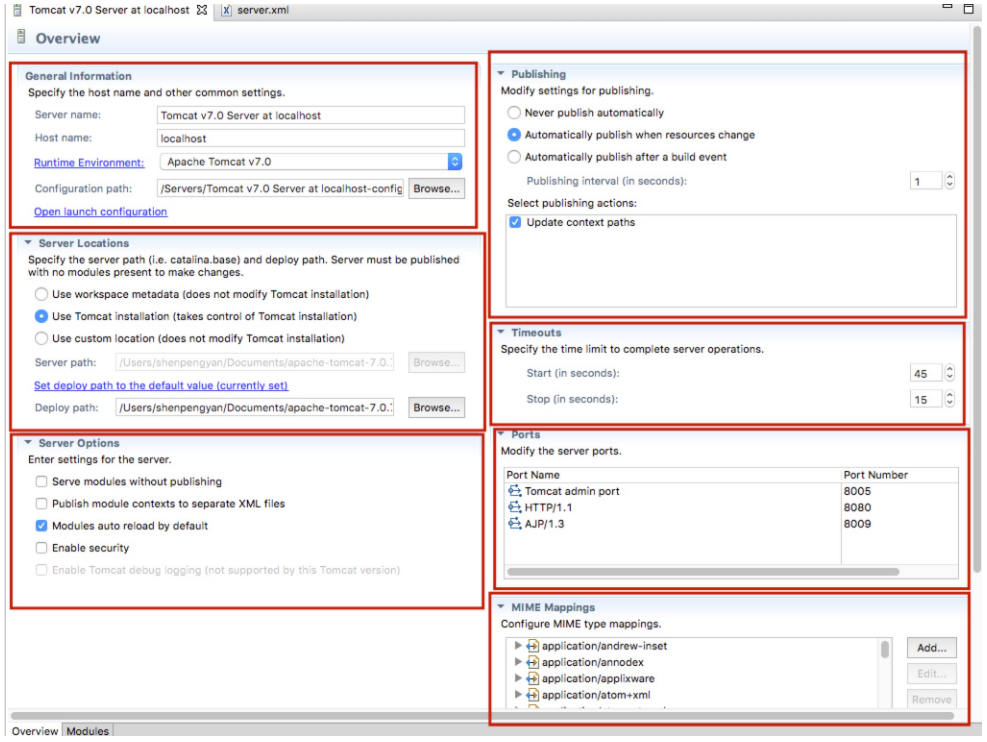 Tomcat v7.0 Server at localhost
server.xml
Overview
General Information
Specify the host name and other common settings.
Server name: Tomcat v7.0 Server at localhost
Host name: localhost
Runtime Environment: Apache Tomcat v7.0
Configuration path: /Servers/Tomcat v7.0 Server at localhost-config Browse...
Open launch configuration
Server Locations
Specify the server path (i.e. catalina.base) and deploy path. Server must be published
with no modules present to make changes.
Use workspace metadata (does not modify Tomcat installation)
Use Tomcat installation (takes control of Tomcat installation)
Use custom location (does not modify Tomcat installation)
Server path: /Users/shenpengyan/Documents/apache-tomcat-7.0. Browse...
Set deploy path to the default value (currently set)
Deploy path: /Users/shenpengyan/Documents/apache-tomcat-7.0. Browse...
Server Options
Enter settings for the server.
Serve modules without publishing
Publish module contexts to separate XML files
Modules auto reload by default
Enable security
Enable Tomcat debug logging (not supported by this Tomcat version)
Publishing
Modify settings for publishing.
Never publish automatically
Automatically publish when resources change
Automatically publish after a build event
Publishing interval (in seconds): 1
Select publishing actions:
Update context paths
Timeouts
Specify the time limit to complete server operations.
Start (in seconds): 45
Stop (in seconds): 15
Ports
Modify the server ports.
Port Name Port Number
Tomcat admin port 8005
HTTP/1.1 8080
AJP/1.3 8009
MIME Mappings
Configure MIME type mappings.
application/andrew-inset
application/annodex
application/applixware
application/atom+xml
Add...
Edit...
Remove
Overview Modules